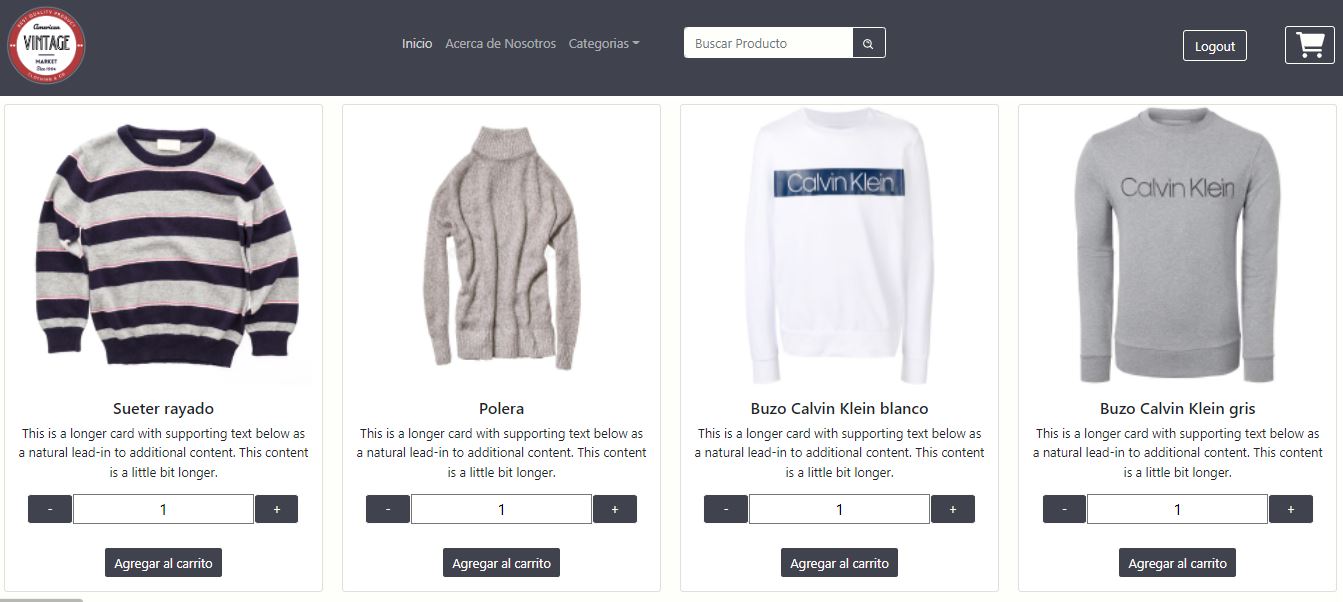 BEST QUALITY PRODUCT
American
VINTAGE
MARKET
Since 1984
CLOTHING & CO
Inicio Acerca de Nosotros Categorias
Buscar Producto
Logout
Calvin Klein
Calvin Klein
Sueter rayado
This is a longer card with supporting text below as
a natural lead-in to additional content. This content
is a little bit longer.
- 1 +
Agregar al carrito
Polera
This is a longer card with supporting text below as
a natural lead-in to additional content. This content
is a little bit longer.
- 1 +
Agregar al carrito
Buzo Calvin Klein blanco
This is a longer card with supporting text below as
a natural lead-in to additional content. This content
is a little bit longer.
- 1 +
Agregar al carrito
Buzo Calvin Klein gris
This is a longer card with supporting text below as
a natural lead-in to additional content. This content
is a little bit longer.
- 1 +
Agregar al carrito